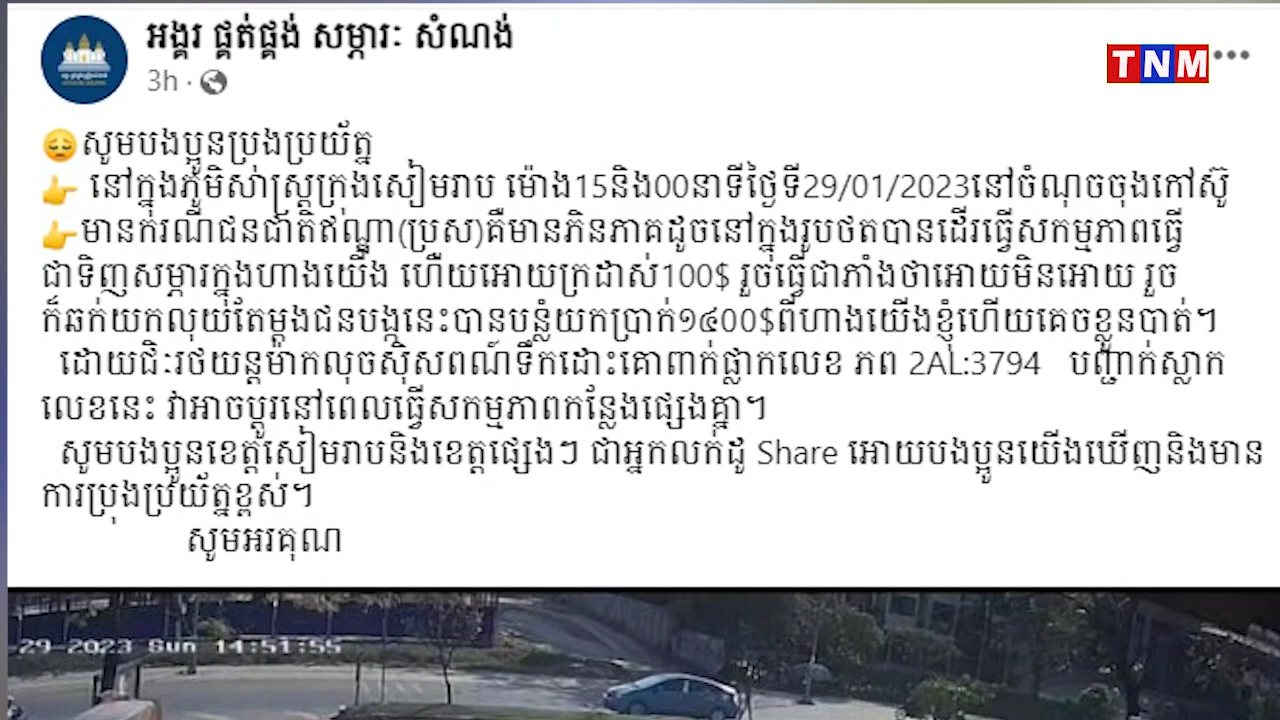 អង្គរ ផ្គត់ផ្គង់ សម្ភារៈ សំណង់
3h ·
TNM
😔សូមបងប្អូនប្រុងប្រយ័ត្ន
👉 នៅក្នុងភូមិសាស្ត្រក្រុងសៀមរាប ម៉ោង15និង00នាទីថ្ងៃទី29/01/2023នៅចំណុចចុងកៅស៊ូ
👉មានករណីជនជាតិឥណ្ឌា(ប្រុស)គឺមានភិនភាគដូចនៅក្នុងរូបថតបានដើរធ្វើសកម្មភាពធ្វើ
ជាទិញសម្ភារក្នុងហាងយើង ហើយអោយក្រដាស់100$ រួចធ្វើជាភាំងថាអោយមិនអោយ រួច
ក៏ឆក់យកលុយតែម្ដងជនបង្កនេះបានបន្លំយកប្រាក់១៤00$ពីហាងយើងខ្ញុំហើយគេចខ្លួនបាត់។
ដោយជិៈរថយន្តម៉ាកលុចស៊ិសពណ៍ទឹកដោះគោពាក់ផ្លាកលេខ ភព 2AL:3794 បញ្ជាក់ស្លាក
លេខនេះ វាអាចប្ដូរនៅពេលធ្វើសកម្មភាពកន្លែងផ្សេងគ្នា។
សូមបងប្អូនខេត្តសៀមរាបនិងខេត្តផ្សេងៗ ជាអ្នកលក់ដូ Share អោយបងប្អូនយើងឃើញនិងមាន
ការប្រុងប្រយ័ត្នខ្ពស់។
សូមអរគុណ
29-2023 Sun 14:51:55